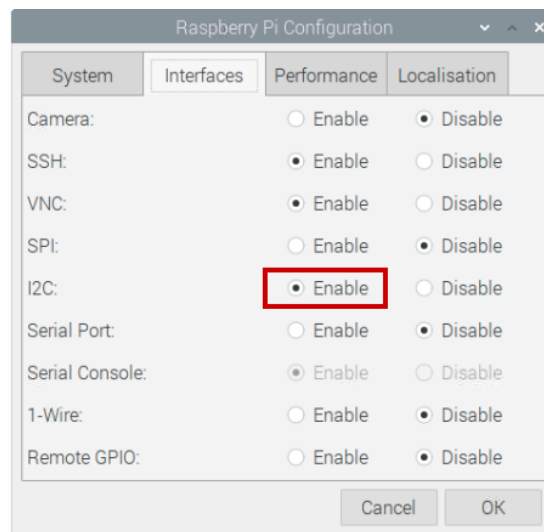 Raspberry Pi Configuration
System Interfaces Performance Localisation
Camera: Enable Disable
SSH: Enable Disable
VNC: Enable Disable
SPI: Enable Disable
I2C: Enable Disable
Serial Port: Enable Disable
Serial Console: Enable Disable
1-Wire: Enable Disable
Remote GPIO: Enable Disable
Cancel OK